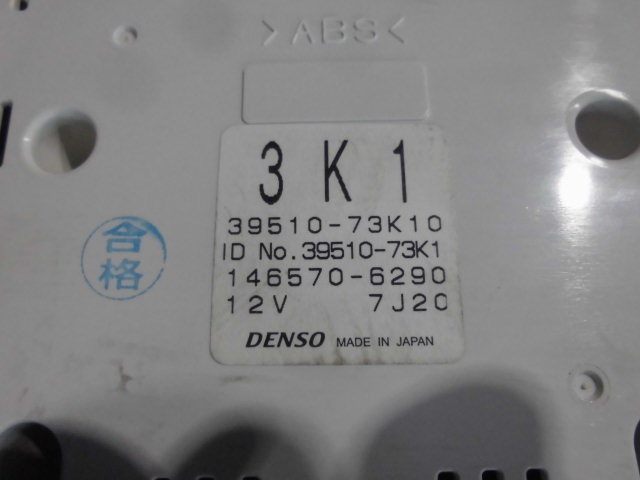 >ABS<
3K1
39510-73K10
ID No.39510-73K1
146570-6290
12V 7J20
DENSO MADE IN JAPAN
合格